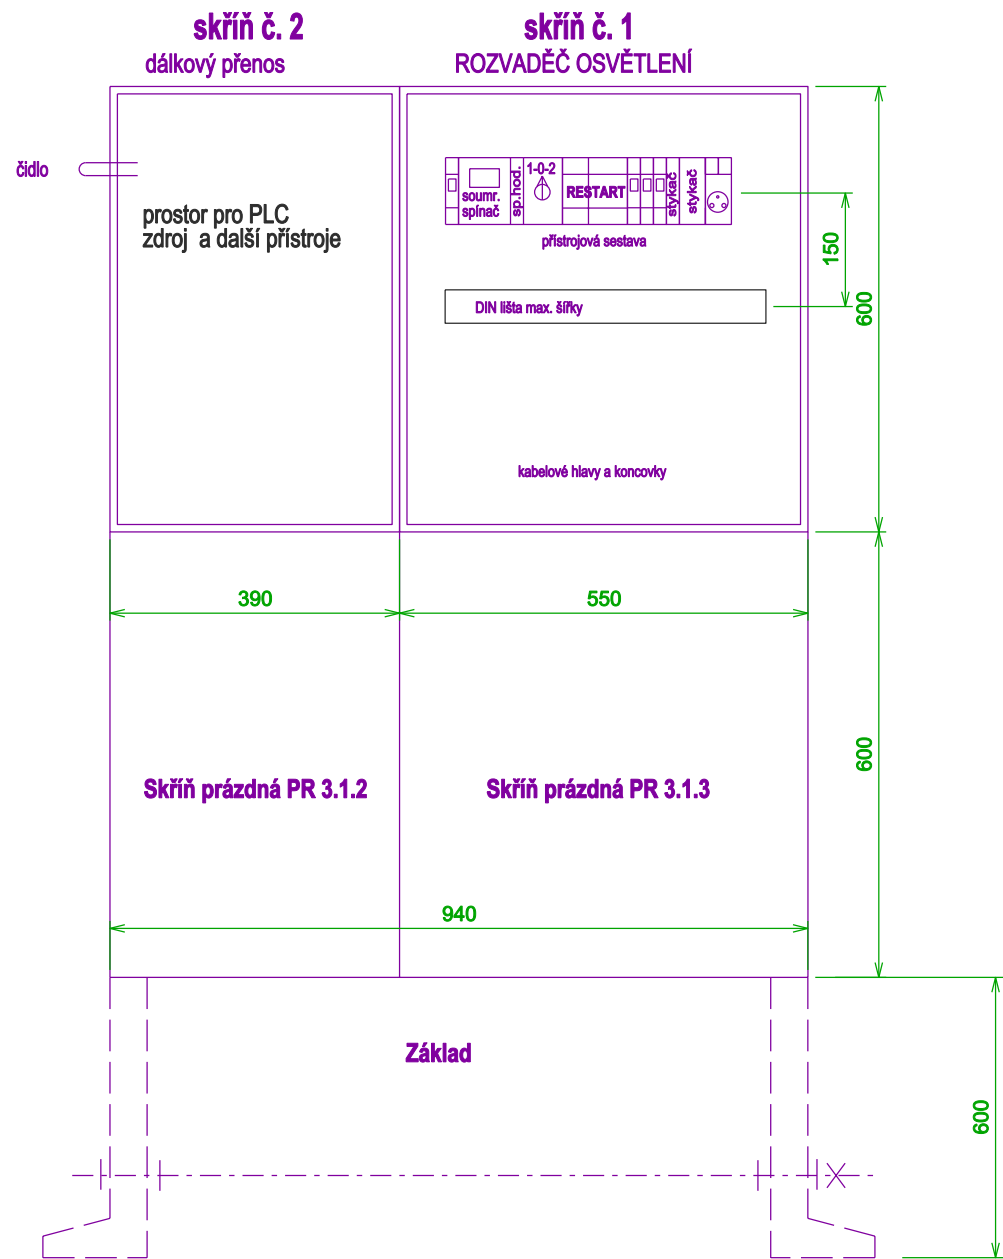 skříň č. 2
dálkový přenos
skříň č. 1
ROZVADĚČ OSVĚTLENÍ
čidlo
prostor pro PLC
zdroj a další přístroje
soumr.
spínač
sp.hod.
1-0-2
RESTART
stykač
stykač
přístrojová sestava
150
DIN lišta max. šířky
600
kabelové hlavy a koncovky
390
550
600
Skříň prázdná PR 3.1.2
Skříň prázdná PR 3.1.3
940
Základ
600